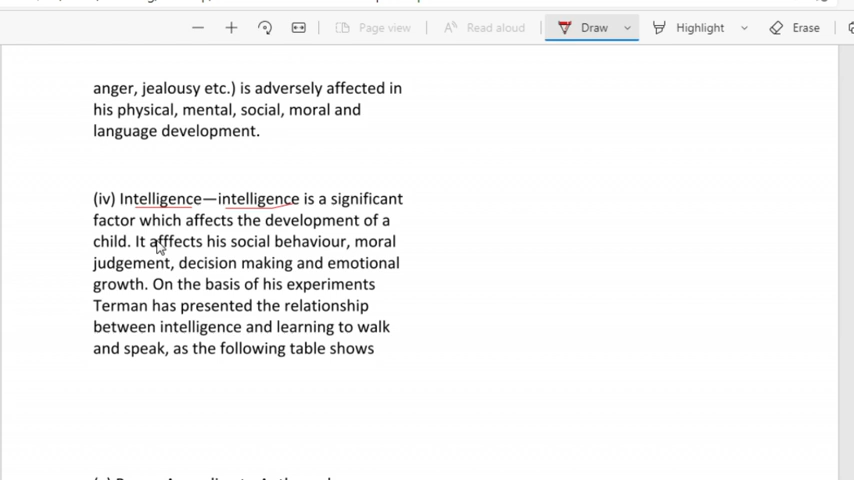 Page view
Read aloud
Draw
Highlight
Erase
anger, jealousy etc.) is adversely affected in
his physical, mental, social, moral and
language development.
(iv) Intelligence—intelligence is a significant
factor which affects the development of a
child. It afffects his social behaviour, moral
judgement, decision making and emotional
growth. On the basis of his experiments
Terman has presented the relationship
between intelligence and learning to walk
and speak, as the following table shows